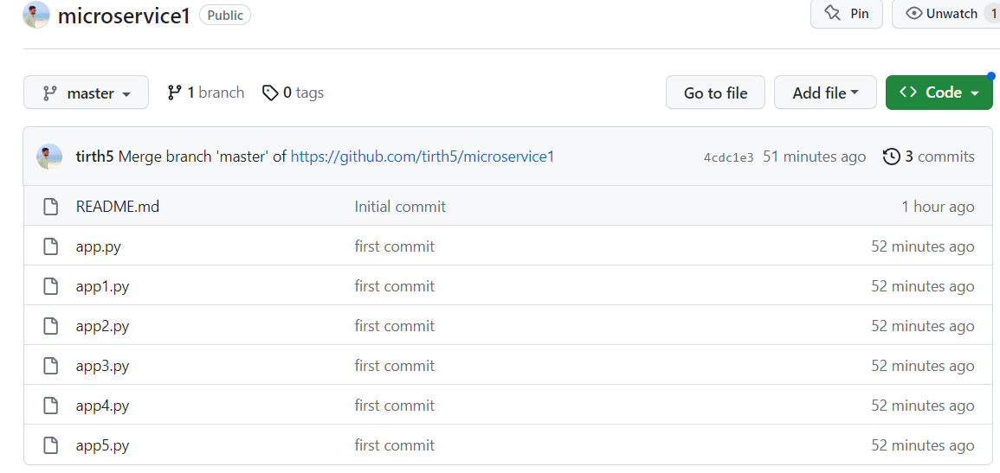 microservice1 Public Pin Unwatch 1
master 1 branch 0 tags Go to file Add file Code
tirth5 Merge branch 'master' of https://github.com/tirth5/microservice1 4cdc1e3 51 minutes ago 3 commits
README.md Initial commit 1 hour ago
app.py first commit 52 minutes ago
app1.py first commit 52 minutes ago
app2.py first commit 52 minutes ago
app3.py first commit 52 minutes ago
app4.py first commit 52 minutes ago
app5.py first commit 52 minutes ago